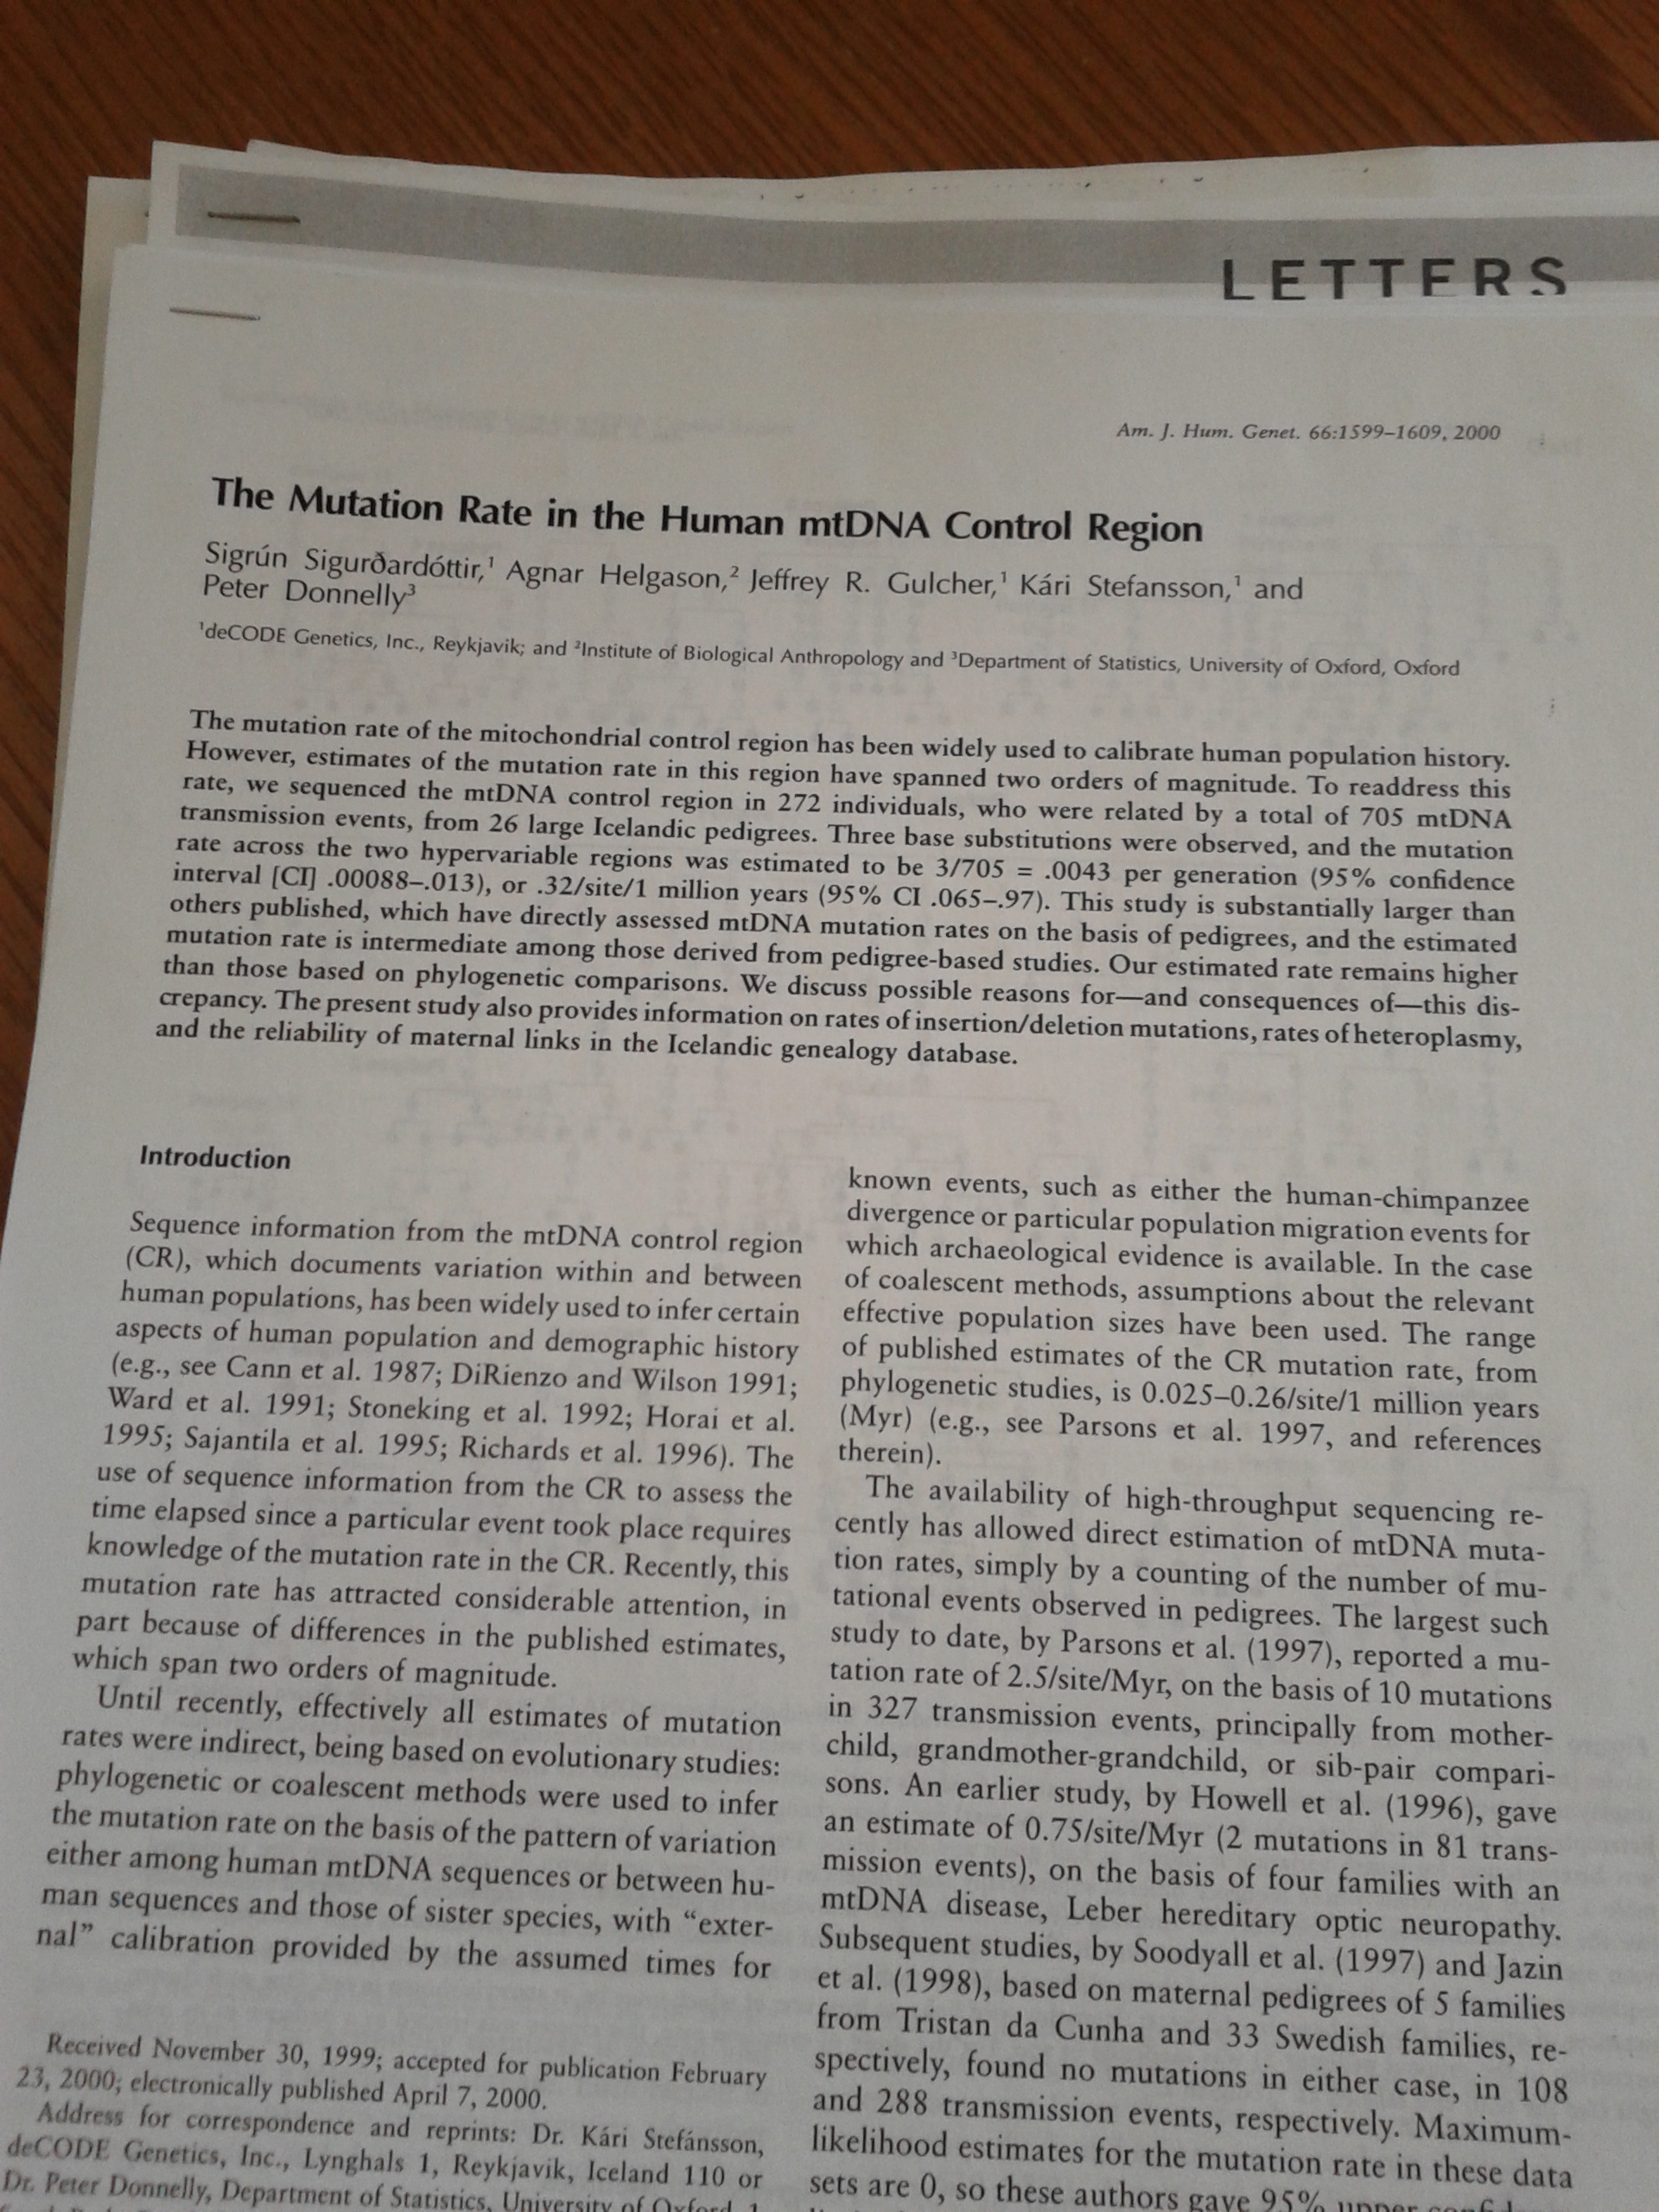 LETTERS
Am. J. Hum. Genet. 66:1599–1609, 2000
The Mutation Rate in the Human mtDNA Control Region
Sigrún Sigurðardóttir,¹ Agnar Helgason,² Jeffrey R. Gulcher,¹ Kári Stefansson,¹ and
Peter Donnelly³
¹deCODE Genetics, Inc., Reykjavik; and ²Institute of Biological Anthropology and ³Department of Statistics, University of Oxford, Oxford
The mutation rate of the mitochondrial control region has been widely used to calibrate human population history.
However, estimates of the mutation rate in this region have spanned two orders of magnitude. To readdress this
rate, we sequenced the mtDNA control region in 272 individuals, who were related by a total of 705 mtDNA
transmission events, from 26 large Icelandic pedigrees. Three base substitutions were observed, and the mutation
rate across the two hypervariable regions was estimated to be 3/705 = .0043 per generation (95% confidence
interval [CI] .00088–.013), or .32/site/1 million years (95% CI .065–.97). This study is substantially larger than
others published, which have directly assessed mtDNA mutation rates on the basis of pedigrees, and the estimated
mutation rate is intermediate among those derived from pedigree-based studies. Our estimated rate remains higher
than those based on phylogenetic comparisons. We discuss possible reasons for—and consequences of—this dis-
crepancy. The present study also provides information on rates of insertion/deletion mutations, rates of heteroplasmy,
and the reliability of maternal links in the Icelandic genealogy database.
Introduction
Sequence information from the mtDNA control region
(CR), which documents variation within and between
human populations, has been widely used to infer certain
aspects of human population and demographic history
(e.g., see Cann et al. 1987; DiRienzo and Wilson 1991;
Ward et al. 1991; Stoneking et al. 1992; Horai et al.
1995; Sajantila et al. 1995; Richards et al. 1996). The
use of sequence information from the CR to assess the
time elapsed since a particular event took place requires
knowledge of the mutation rate in the CR. Recently, this
mutation rate has attracted considerable attention, in
part because of differences in the published estimates,
which span two orders of magnitude.
Until recently, effectively all estimates of mutation
rates were indirect, being based on evolutionary studies:
phylogenetic or coalescent methods were used to infer
the mutation rate on the basis of the pattern of variation
either among human mtDNA sequences or between hu-
man sequences and those of sister species, with “exter-
nal” calibration provided by the assumed times for
Received November 30, 1999; accepted for publication February
23, 2000; electronically published April 7, 2000.
Address for correspondence and reprints: Dr. Kári Stefánsson,
deCODE Genetics, Inc., Lynghals 1, Reykjavik, Iceland 110 or
Dr. Peter Donnelly, Department of Statistics, University of Oxford, 1
known events, such as either the human-chimpanzee
divergence or particular population migration events for
which archaeological evidence is available. In the case
of coalescent methods, assumptions about the relevant
effective population sizes have been used. The range
of published estimates of the CR mutation rate, from
phylogenetic studies, is 0.025–0.26/site/1 million years
(Myr) (e.g., see Parsons et al. 1997, and references
therein).
The availability of high-throughput sequencing re-
cently has allowed direct estimation of mtDNA muta-
tion rates, simply by a counting of the number of mu-
tational events observed in pedigrees. The largest such
study to date, by Parsons et al. (1997), reported a mu-
tation rate of 2.5/site/Myr, on the basis of 10 mutations
in 327 transmission events, principally from mother-
child, grandmother-grandchild, or sib-pair compari-
sons. An earlier study, by Howell et al. (1996), gave
an estimate of 0.75/site/Myr (2 mutations in 81 trans-
mission events), on the basis of four families with an
mtDNA disease, Leber hereditary optic neuropathy.
Subsequent studies, by Soodyall et al. (1997) and Jazin
et al. (1998), based on maternal pedigrees of 5 families
from Tristan da Cunha and 33 Swedish families, re-
spectively, found no mutations in either case, in 108
and 288 transmission events, respectively. Maximum-
likelihood estimates for the mutation rate in these data
sets are 0, so these authors gave 95% upper